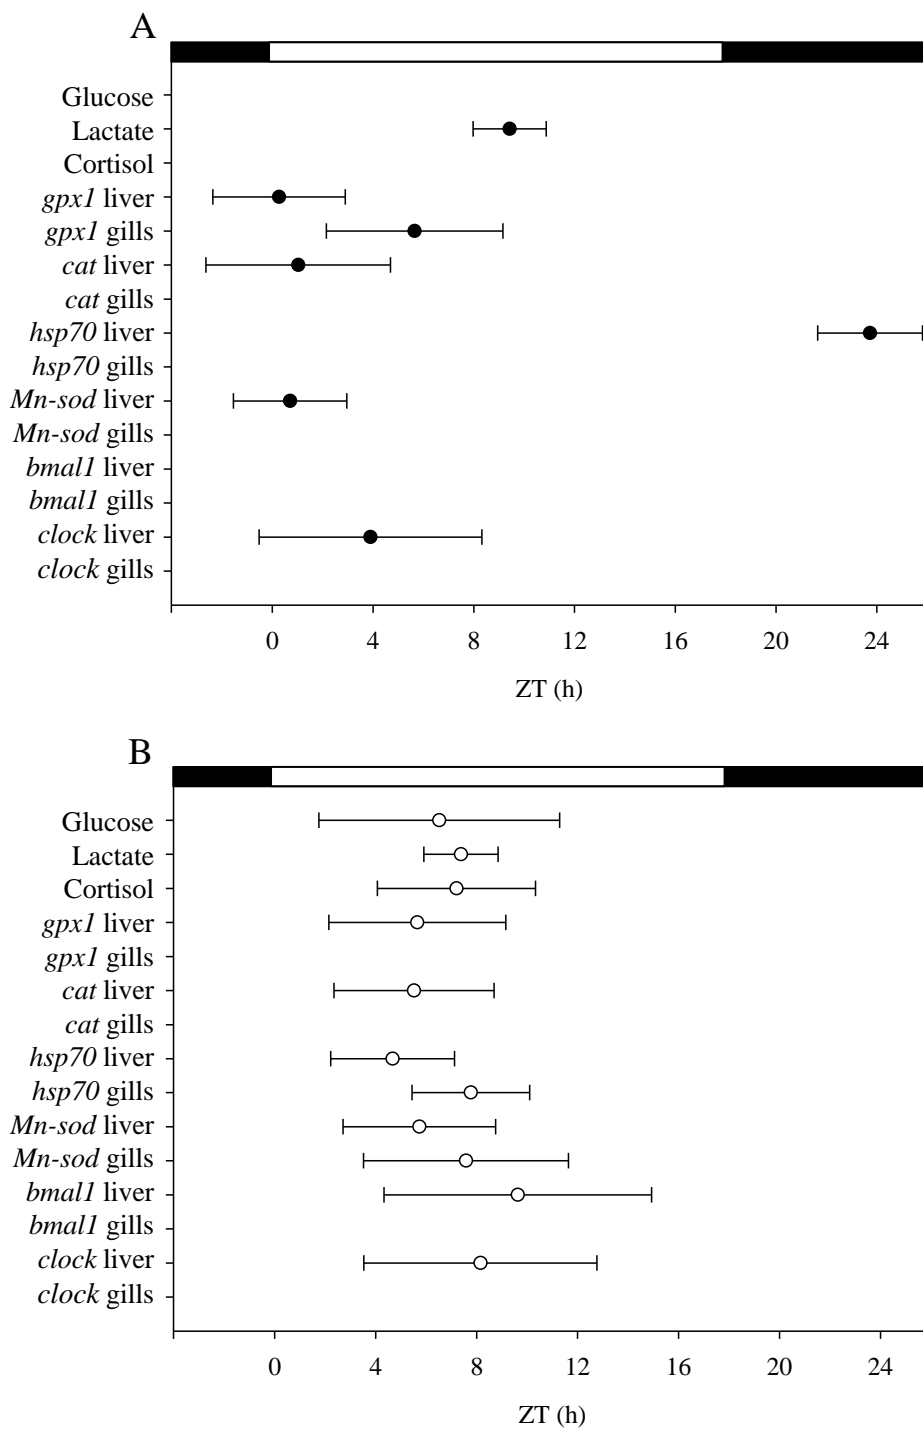 A
Glucose
Lactate
Cortisol
gpx1 liver
gpx1 gills
cat liver
cat gills
hsp70 liver
hsp70 gills
Mn-sod liver
Mn-sod gills
bmal1 liver
bmal1 gills
clock liver
clock gills
0 4 8 12 16 20 24
ZT (h)
B
Glucose
Lactate
Cortisol
gpx1 liver
gpx1 gills
cat liver
cat gills
hsp70 liver
hsp70 gills
Mn-sod liver
Mn-sod gills
bmal1 liver
bmal1 gills
clock liver
clock gills
0 4 8 12 16 20 24
ZT (h)